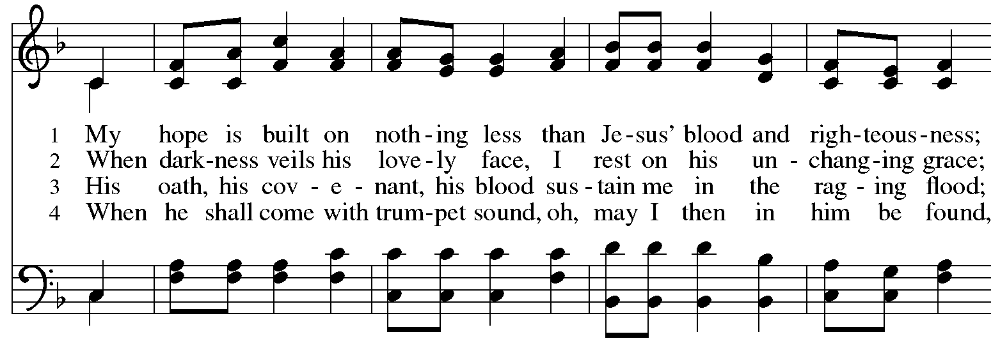 1 My hope is built on noth-ing less than Je-sus' blood and righ-teous-ness;
2 When dark-ness veils his love-ly face, I rest on his un-chang-ing grace;
3 His oath, his cov-e-nant, his blood sus-tain me in the rag-ing flood;
4 When he shall come with trum-pet sound, oh, may I then in him be found,